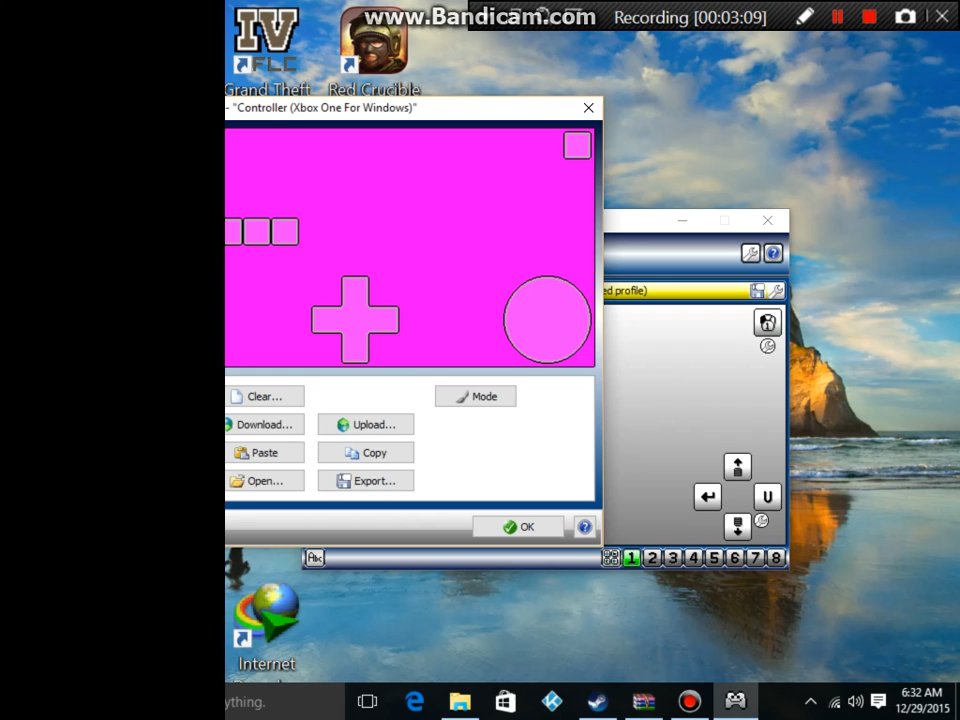 www.Bandicam.com
Recording [00:03:09]
IV
FLC
Grand Theft
Red Crucible
- "Controller (Xbox One For Windows)"
ed profile)
1
Clear...
Mode
Download...
Upload...
Paste
Copy
Open...
Export...
U
OK
Abc
1 2 3 4 5 6 7 8
Internet
ything.
6:32 AM
12/29/2015